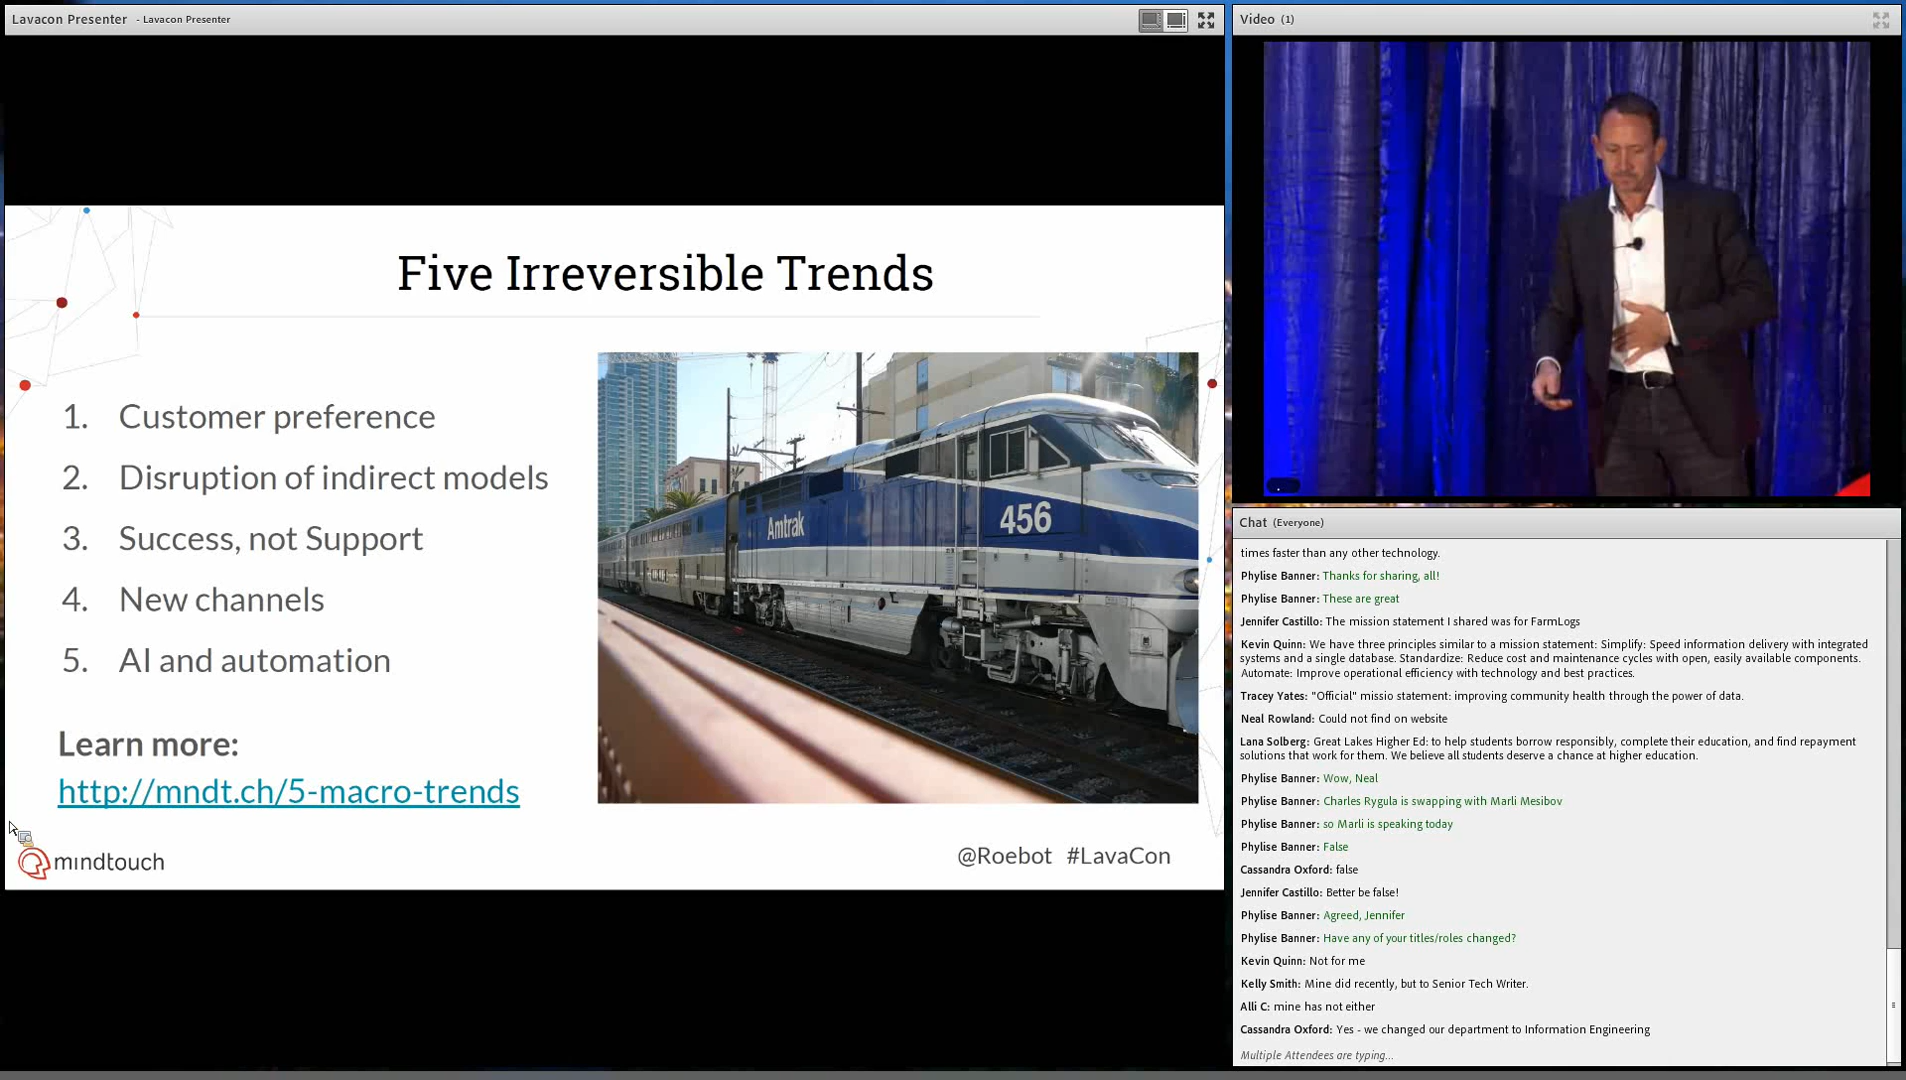 Lavacon Presenter - Lavacon Presenter
Five Irreversible Trends
1. Customer preference
2. Disruption of indirect models
3. Success, not Support
4. New channels
5. AI and automation
Learn more:
http://mndt.ch/5-macro-trends
Amtrak
456
mindtouch
@Roebot #LavaCon
Video (1)
Chat (Everyone)
times faster than any other technology.
Phylise Banner: Thanks for sharing, all!
Phylise Banner: These are great
Jennifer Castillo: The mission statement I shared was for FarmLogs
Kevin Quinn: We have three principles similar to a mission statement: Simplify: Speed information delivery with integrated
systems and a single database. Standardize: Reduce cost and maintenance cycles with open, easily available components.
Automate: Improve operational efficiency with technology and best practices.
Tracey Yates: "Official" missio statement: improving community health through the power of data.
Neal Rowland: Could not find on website
Lana Solberg: Great Lakes Higher Ed: to help students borrow responsibly, complete their education, and find repayment
solutions that work for them. We believe all students deserve a chance at higher education.
Phylise Banner: Wow, Neal
Phylise Banner: Charles Rygula is swapping with Marli Mesibov
Phylise Banner: so Marli is speaking today
Phylise Banner: False
Cassandra Oxford: false
Jennifer Castillo: Better be false!
Phylise Banner: Agreed, Jennifer
Phylise Banner: Have any of your titles/roles changed?
Kevin Quinn: Not for me
Kelly Smith: Mine did recently, but to Senior Tech Writer.
Alli C: mine has not either
Cassandra Oxford: Yes - we changed our department to Information Engineering
Multiple Attendees are typing...